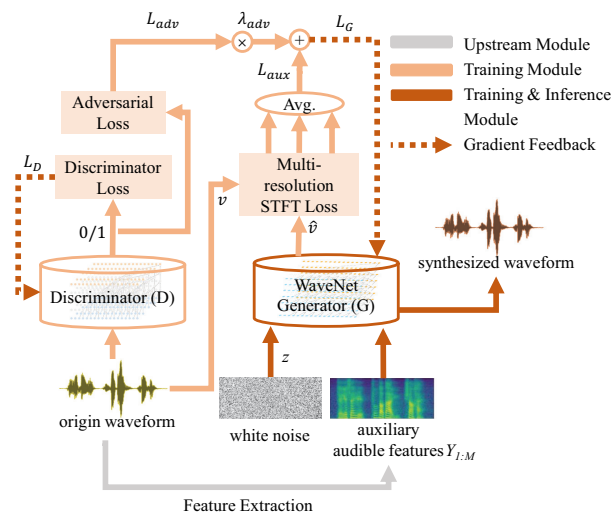 L_adv
λ_adv
L_G
×
+
L_aux
Adversarial
Loss
Avg.
L_D
Discriminator
Loss
Multi-
resolution
STFT Loss
v
v̂
0/1
Discriminator (D)
WaveNet
Generator (G)
synthesized waveform
z
origin waveform
white noise
auxiliary
audible features Y_{1:M}
Feature Extraction
Upstream Module
Training Module
Training & Inference
Module
Gradient Feedback